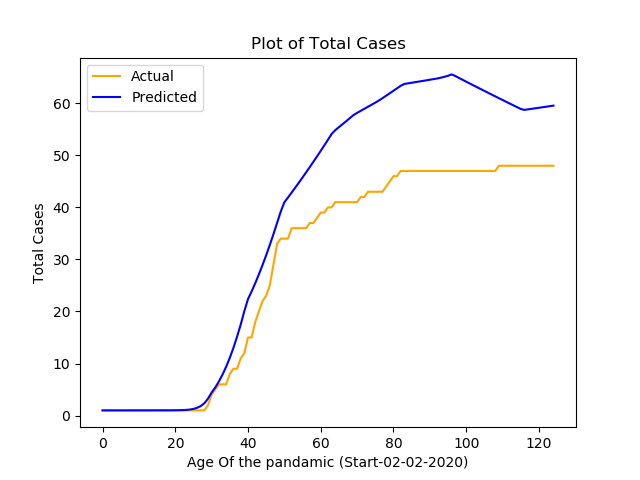 Plot of Total Cases
Actual
Predicted
Total Cases
60
50
40
30
20
10
0
0 20 40 60 80 100 120
Age Of the pandamic (Start-02-02-2020)